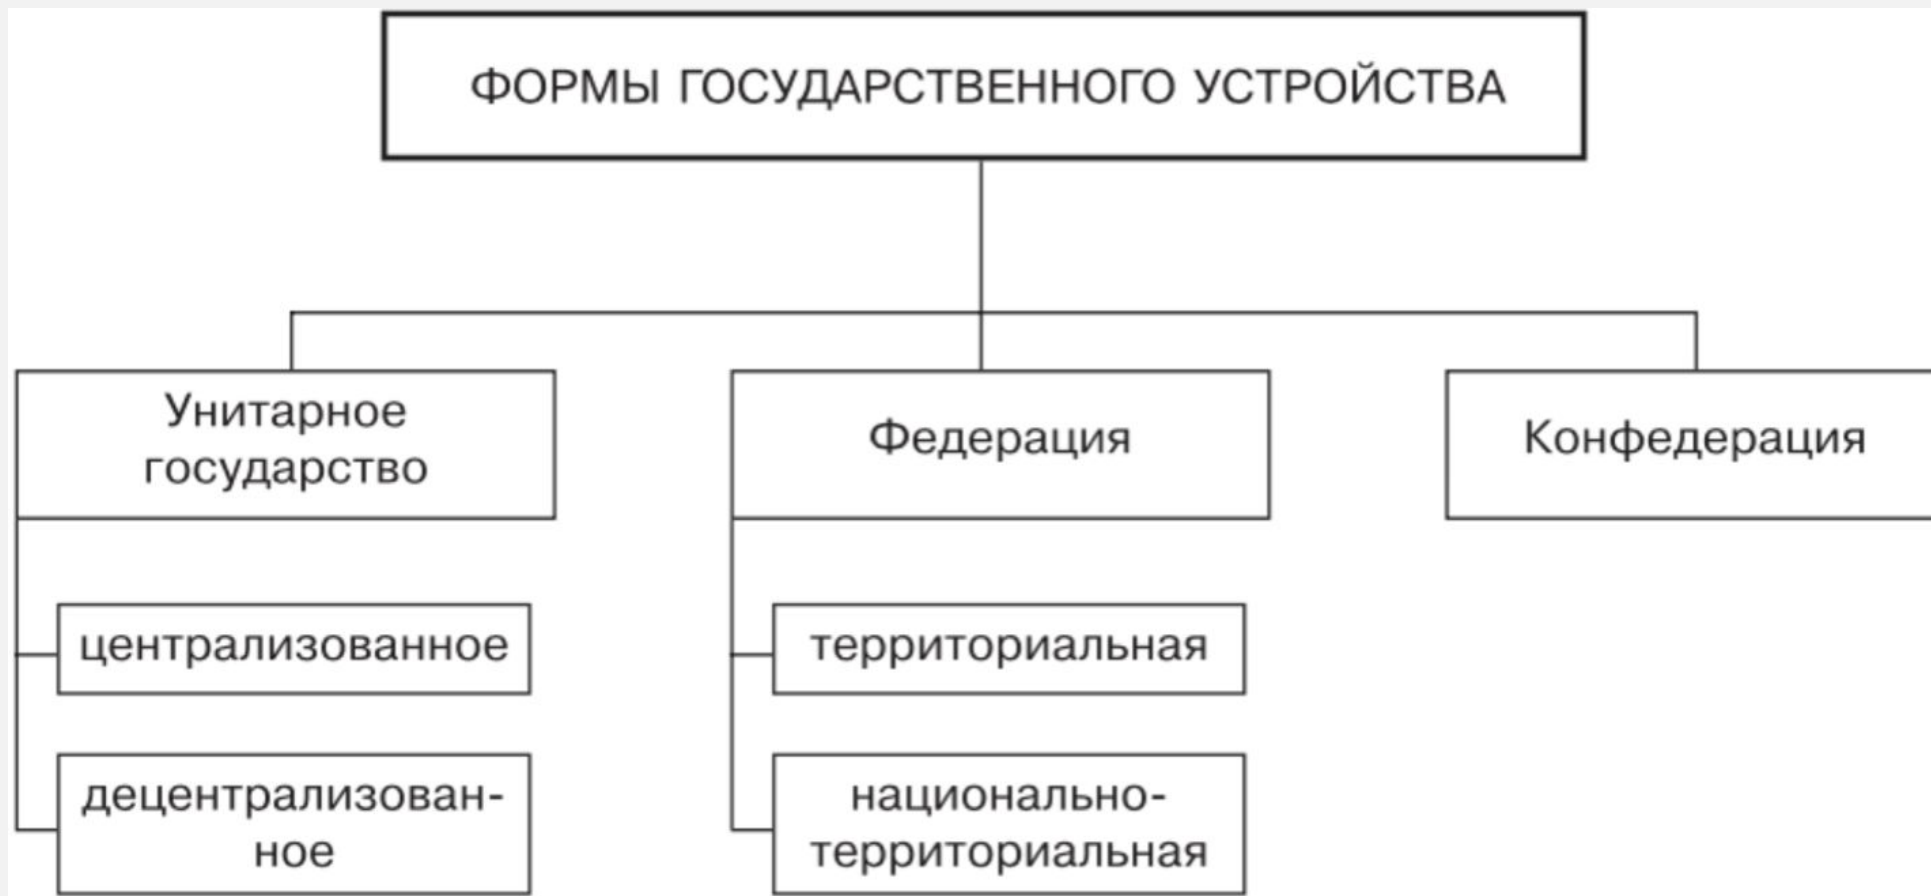 ФОРМЫ ГОСУДАРСТВЕННОГО УСТРОЙСТВА
Унитарное
государство
Федерация
Конфедерация
централизованное
территориальная
децентрализован-
ное
национально-
территориальная